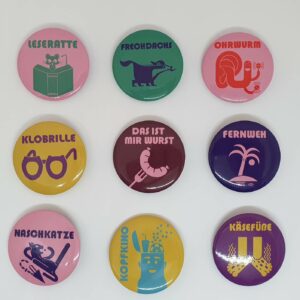 LESERATTE
FRECHDACHS
OHRWURM
KLOBRILLE
DAS IST
MIR WURST
FERNWEH
NASCHKATZE
KOPFKINO
KÄSEFÜẞE